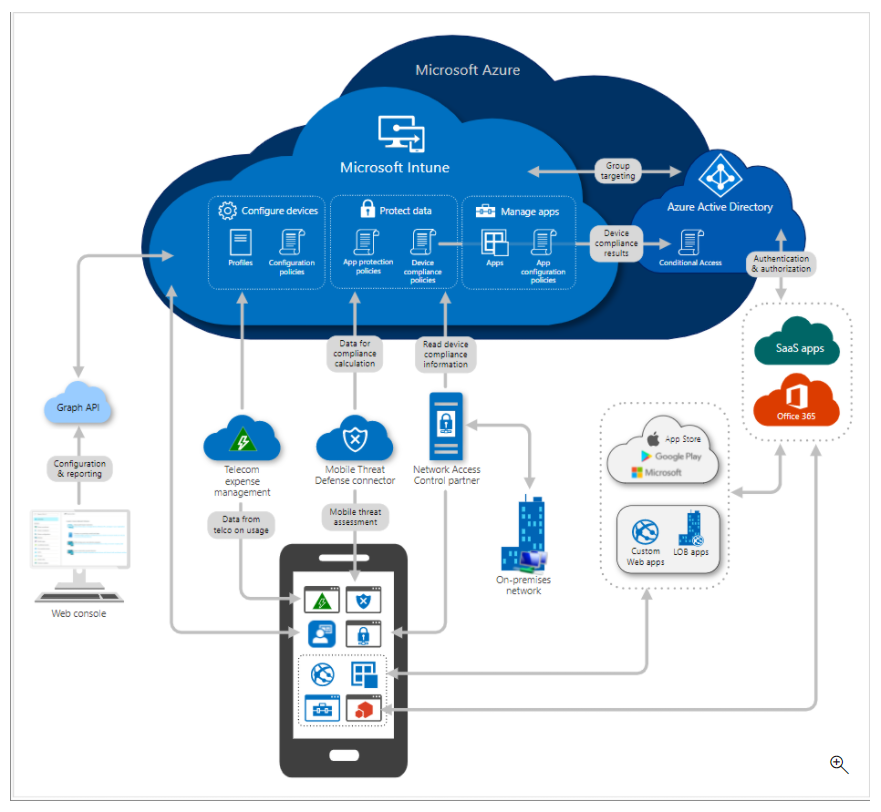 Microsoft Azure
Microsoft Intune
Group
targeting
Azure Active Directory
Configure devices
Protect data
Manage apps
Profiles
Configuration
policies
App protection
policies
Device
compliance
policies
Apps
App
configuration
policies
Device
compliance
results
Conditional Access
Authentication
& authorization
Data for
compliance
calculation
Read device
compliance
information
SaaS apps
Office 365
Graph API
Configuration
& reporting
Web console
Telecom
expense
management
Mobile Threat
Defense connector
Network Access
Control partner
Data from
telco on usage
Mobile threat
assessment
On-premises
network
App Store
Google Play
Microsoft
Custom
Web apps
LOB apps